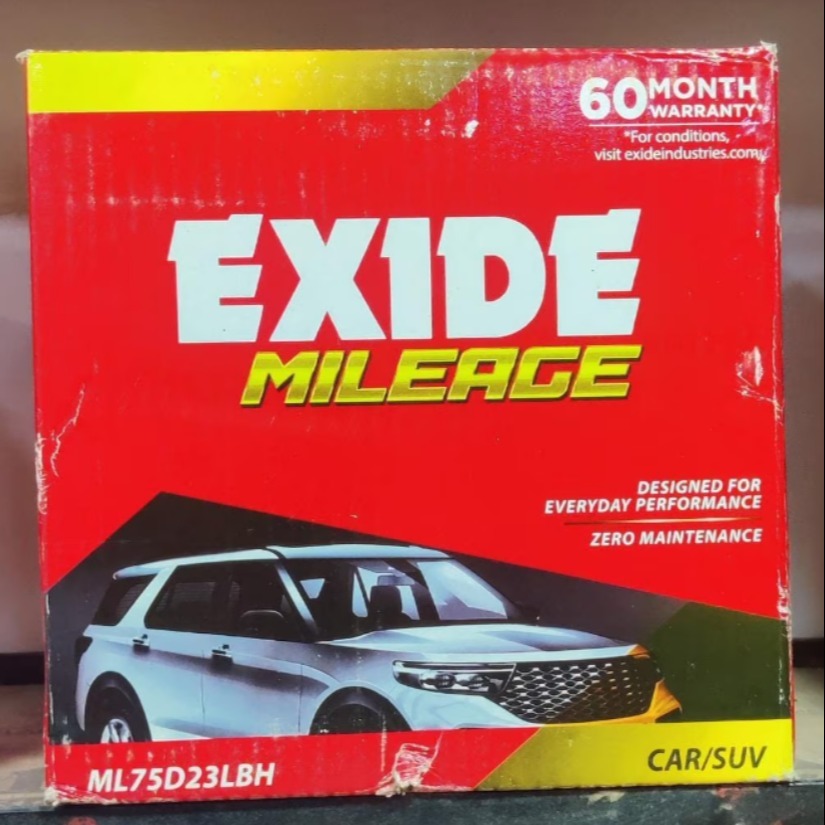 60 MONTH
WARRANTY*
*For conditions,
visit exideindustries.com
EXIDE
MILEAGE
DESIGNED FOR
EVERYDAY PERFORMANCE
ZERO MAINTENANCE
ML75D23LBH
CAR/SUV